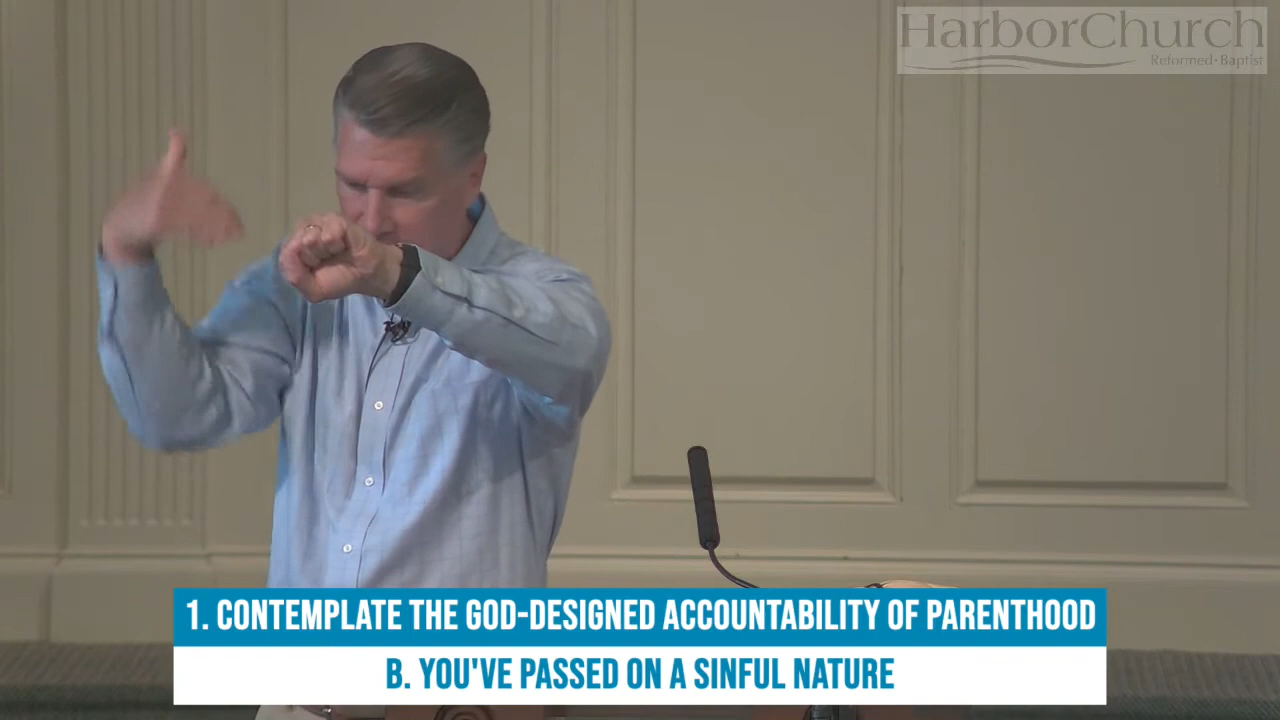 HarborChurch
Reformed·Baptist
1. CONTEMPLATE THE GOD-DESIGNED ACCOUNTABILITY OF PARENTHOOD
B. YOU'VE PASSED ON A SINFUL NATURE